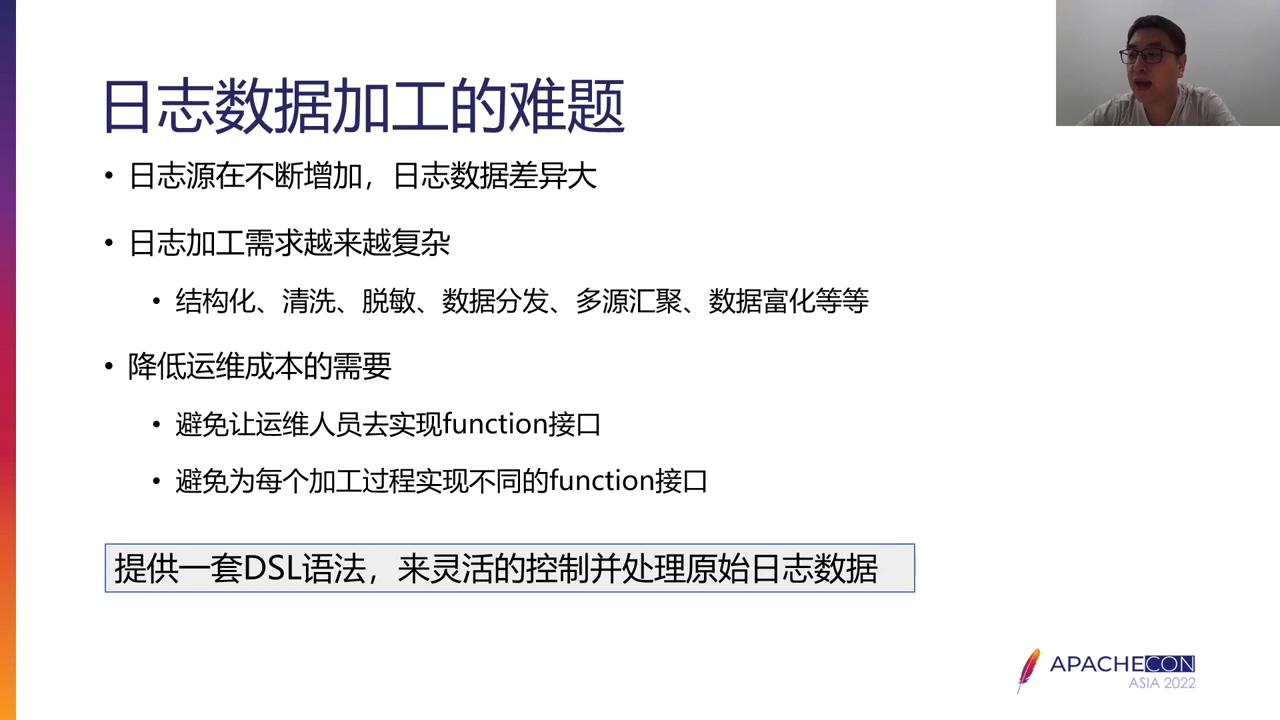 日志数据加工的难题
• 日志源在不断增加，日志数据差异大
• 日志加工需求越来越复杂
• 结构化、清洗、脱敏、数据分发、多源汇聚、数据富化等等
• 降低运维成本的需要
• 避免让运维人员去实现function接口
• 避免为每个加工过程实现不同的function接口
提供一套DSL语法，来灵活的控制并处理原始日志数据
APACHECON
ASIA 2022